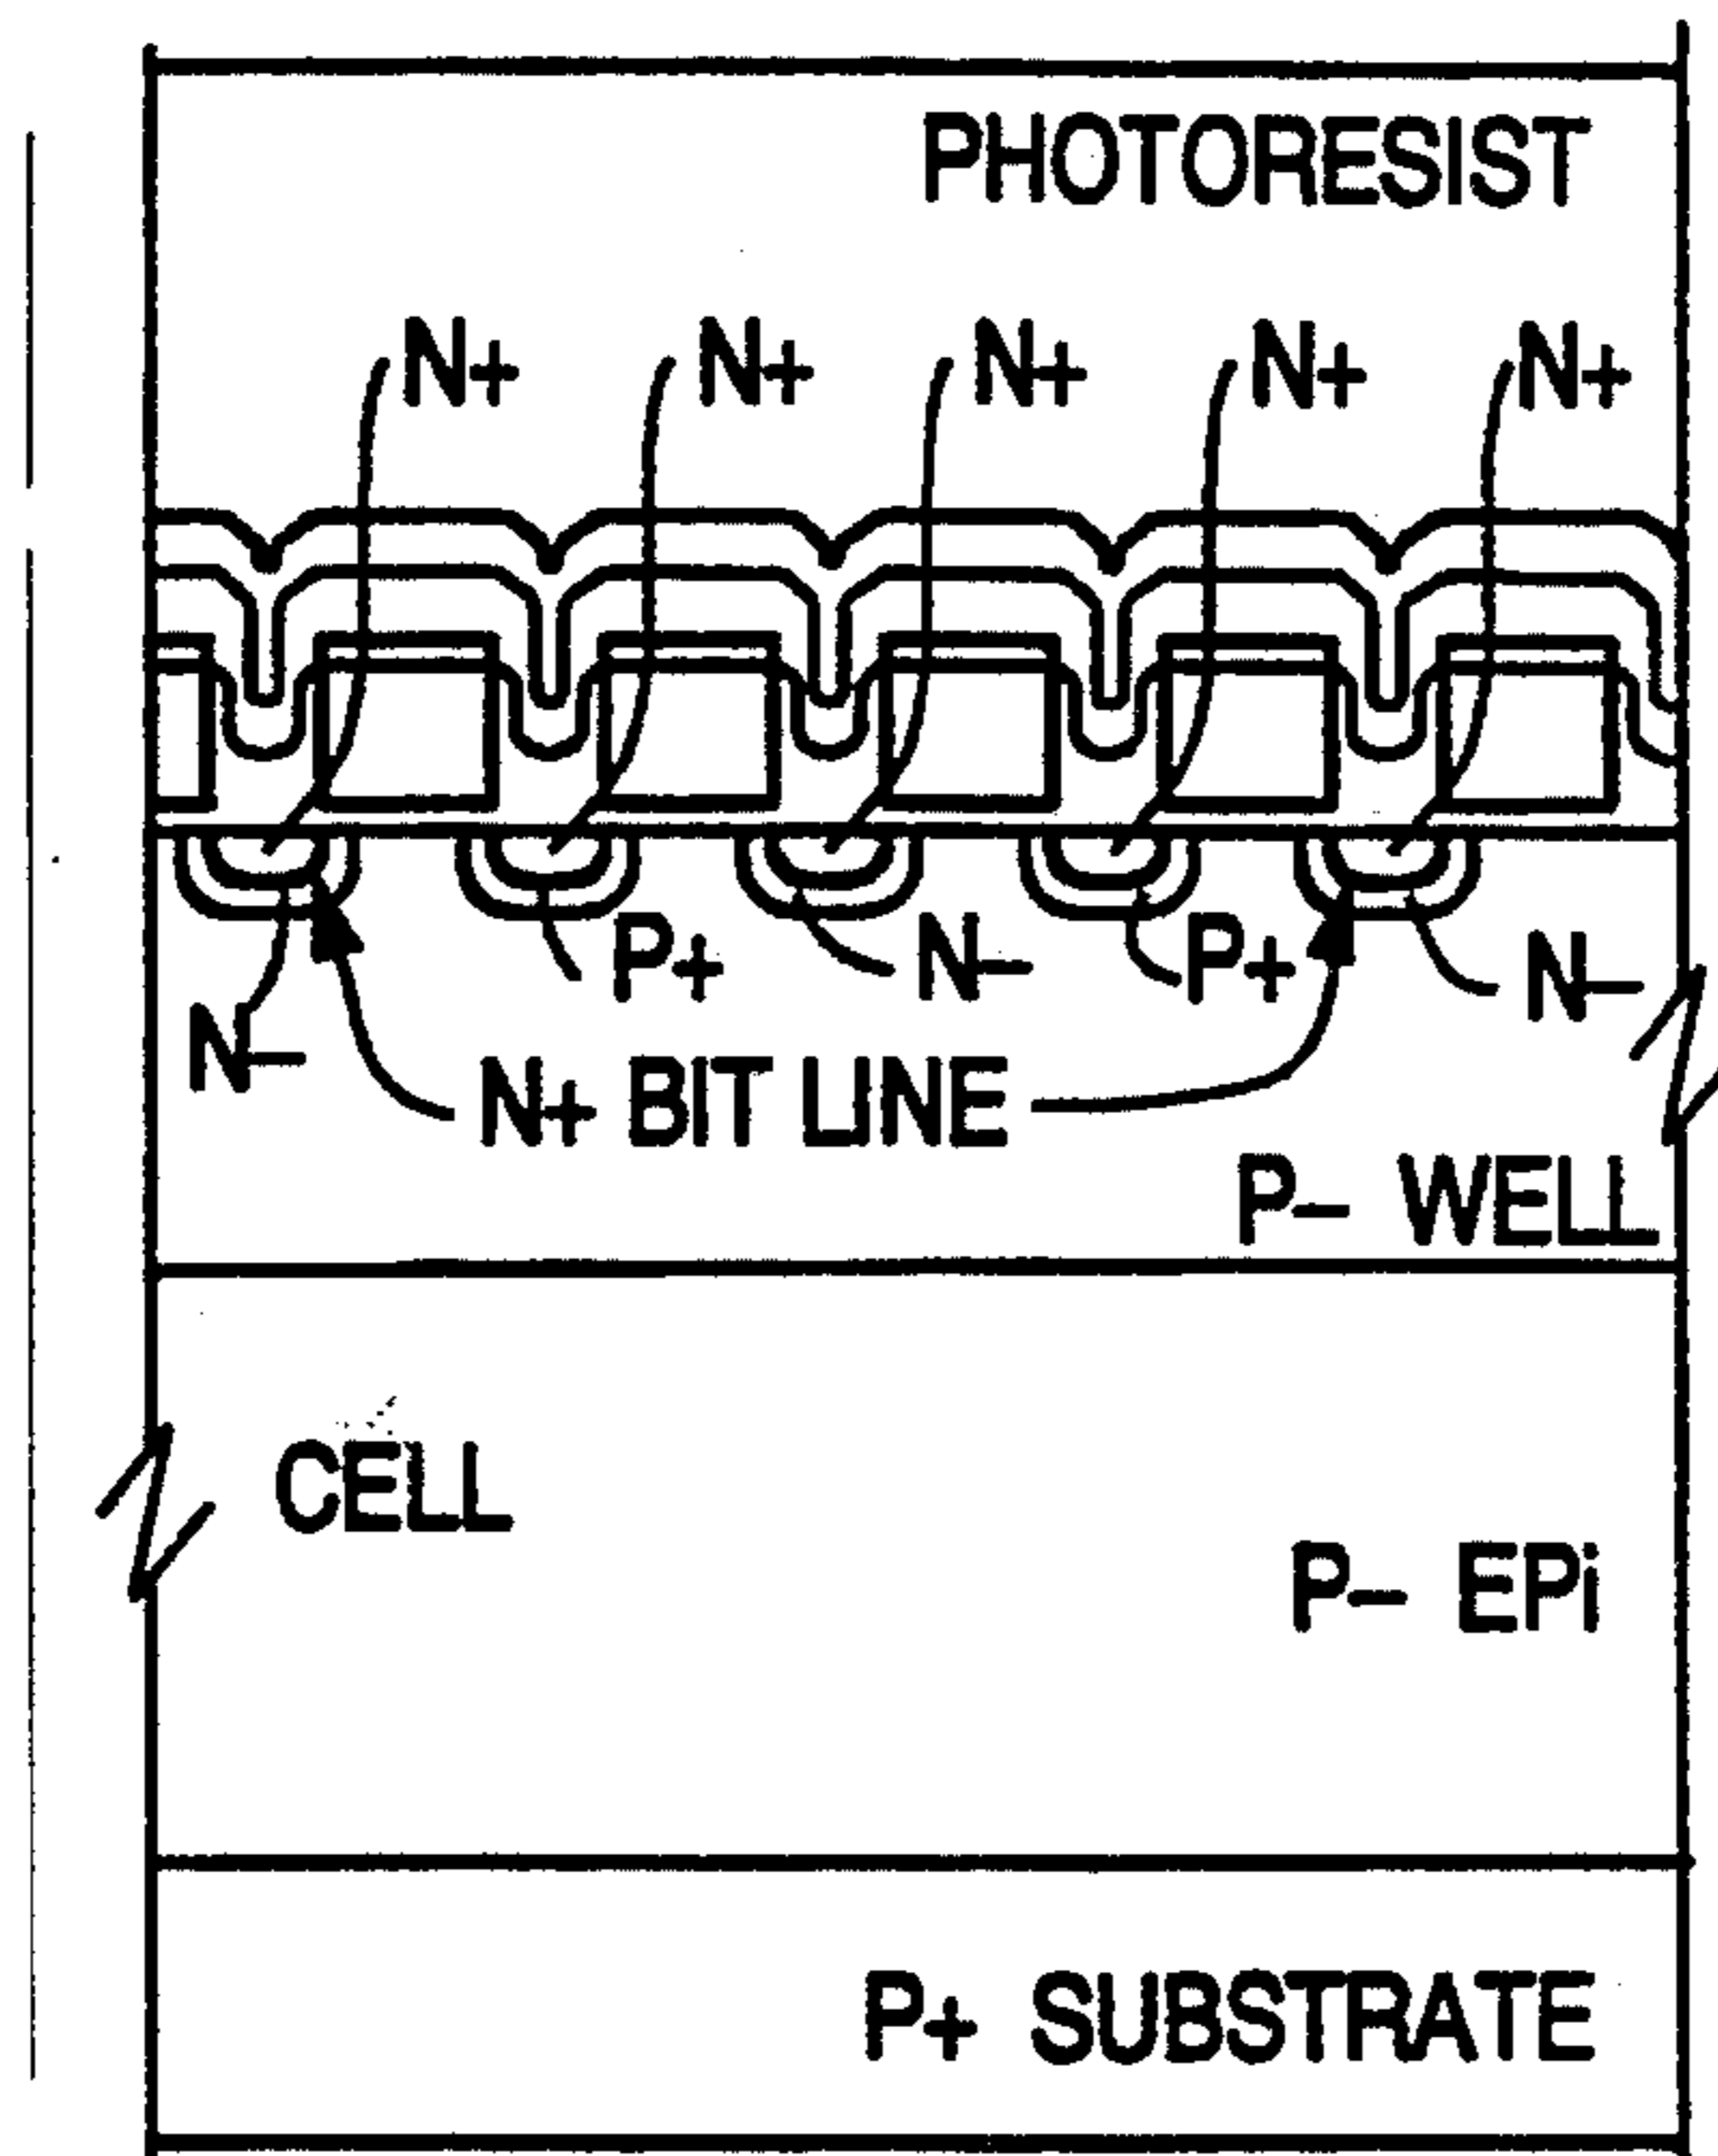 PHOTORESIST
N+ N+ N+ N+ N+
P+ N– P+ N–
N–
N+ BIT LINE
P– WELL
CELL
P– EPi
P+ SUBSTRATE